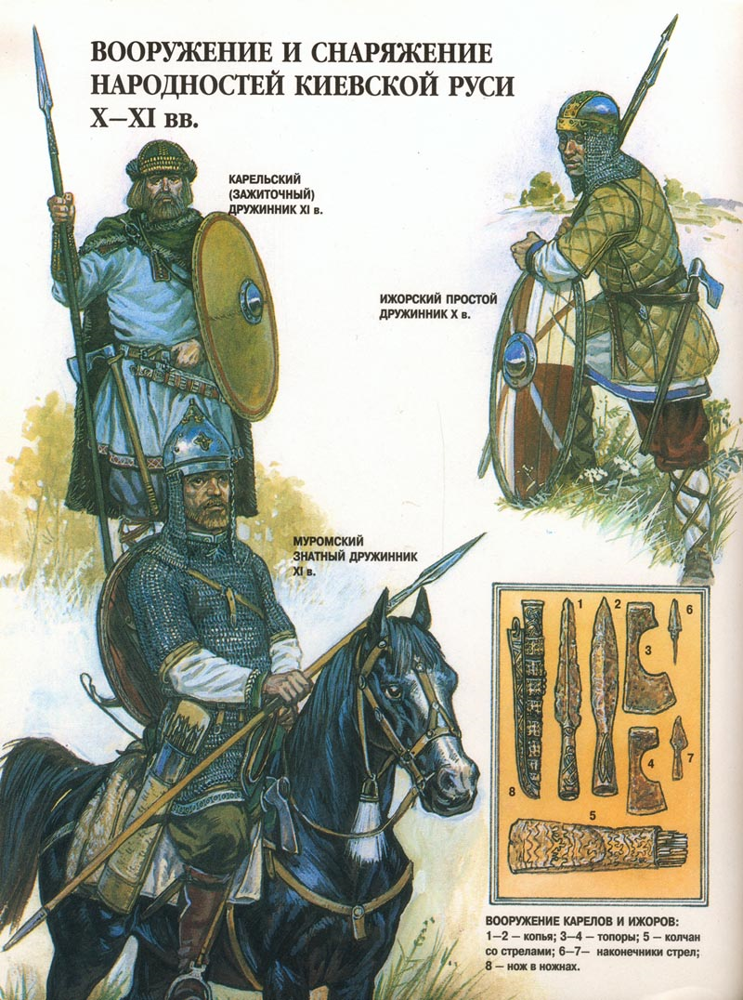 ВООРУЖЕНИЕ И СНАРЯЖЕНИЕ
НАРОДНОСТЕЙ КИЕВСКОЙ РУСИ
X–XI вв.
КАРЕЛЬСКИЙ
(ЗАЖИТОЧНЫЙ)
ДРУЖИННИК XI в.
ИЖОРСКИЙ ПРОСТОЙ
ДРУЖИННИК X в.
МУРОМСКИЙ
ЗНАТНЫЙ ДРУЖИННИК
XI в.
1
2
6
3
4
7
8
5
ВООРУЖЕНИЕ КАРЕЛОВ И ИЖОРОВ:
1–2 – копья; 3–4 – топоры; 5 – колчан
со стрелами; 6–7– наконечники стрел;
8 – нож в ножнах.